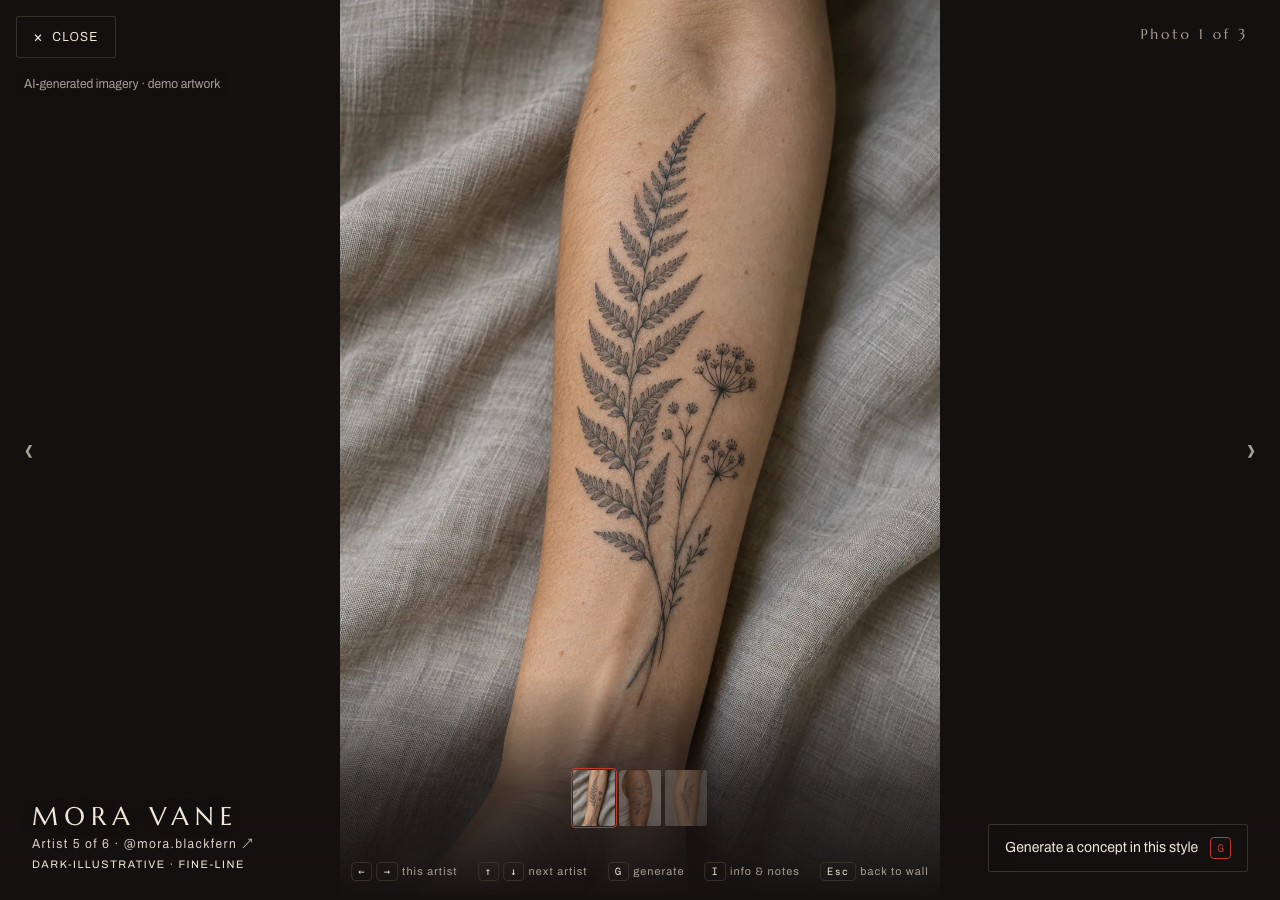 × CLOSE
Photo 1 of 3
AI-generated imagery · demo artwork
‹
›
MORA VANE
Artist 5 of 6 · @mora.blackfern ↗
DARK-ILLUSTRATIVE · FINE-LINE
Generate a concept in this style G
← → this artist ↑ ↓ next artist G generate I info & notes Esc back to wall